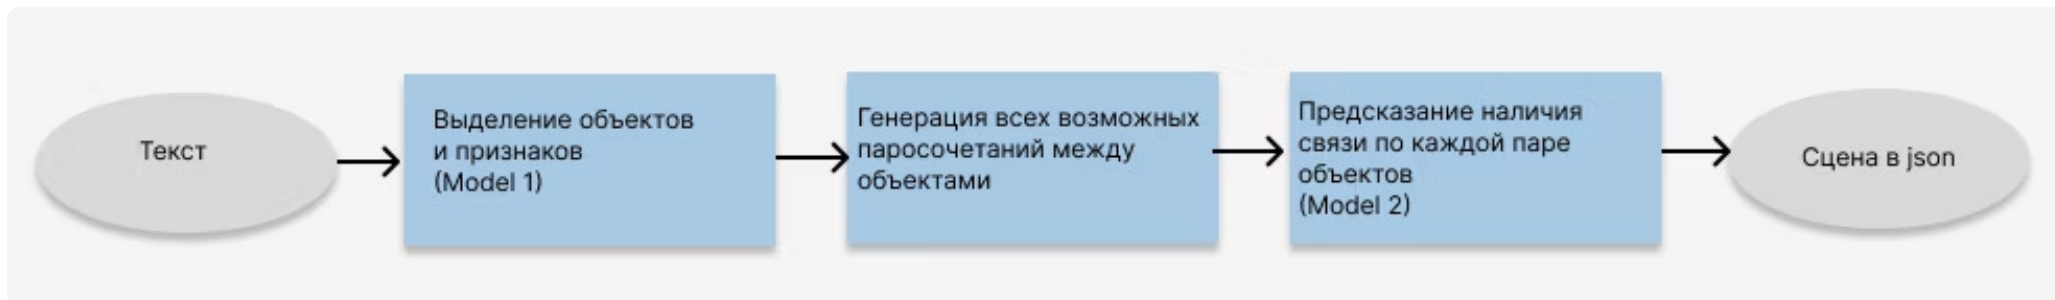 Текст
Выделение объектов
и признаков
(Model 1)
Генерация всех возможных
паросочетаний между
объектами
Предсказание наличия
связи по каждой паре
объектов
(Model 2)
Сцена в json